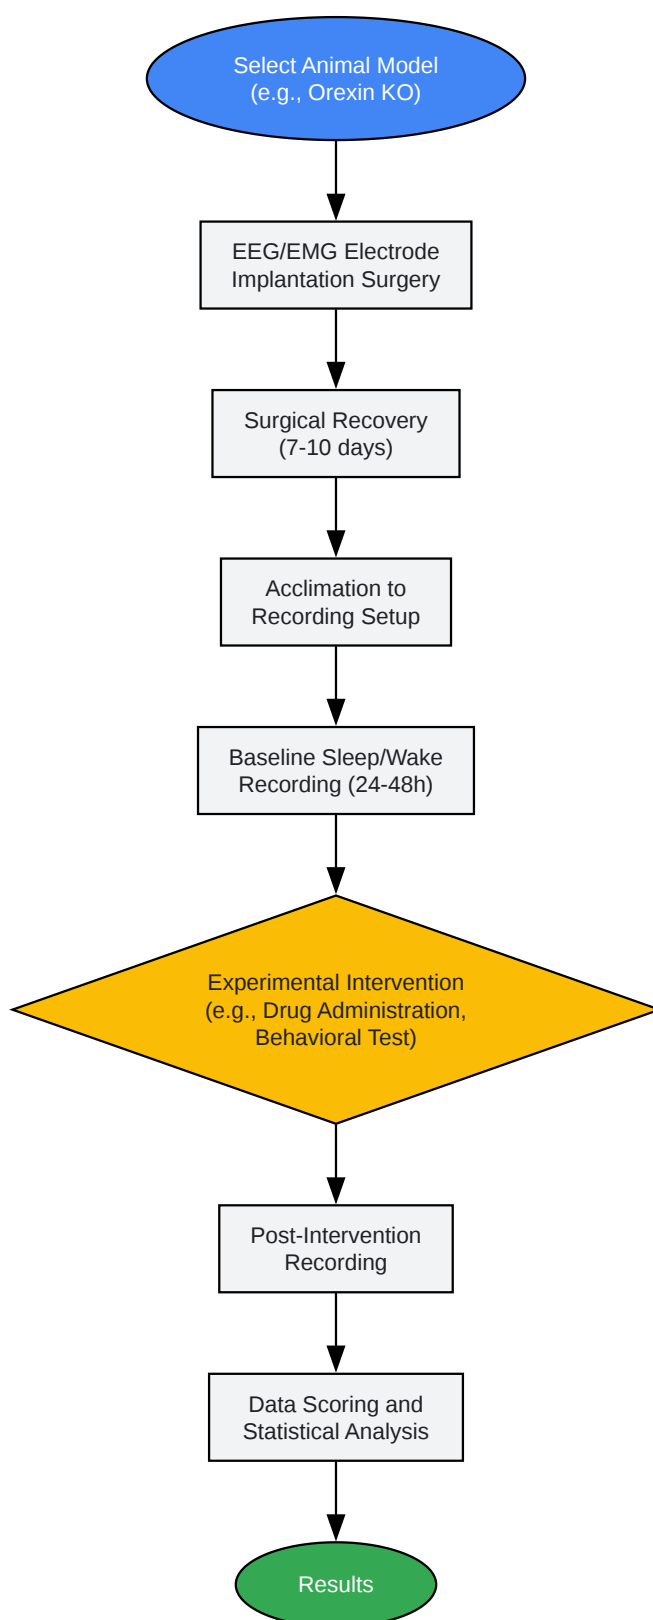 Select Animal Model
(e.g., Orexin KO)
EEG/EMG Electrode
Implantation Surgery
Surgical Recovery
(7-10 days)
Acclimation to
Recording Setup
Baseline Sleep/Wake
Recording (24-48h)
Experimental Intervention
(e.g., Drug Administration,
Behavioral Test)
Post-Intervention
Recording
Data Scoring and
Statistical Analysis
Results